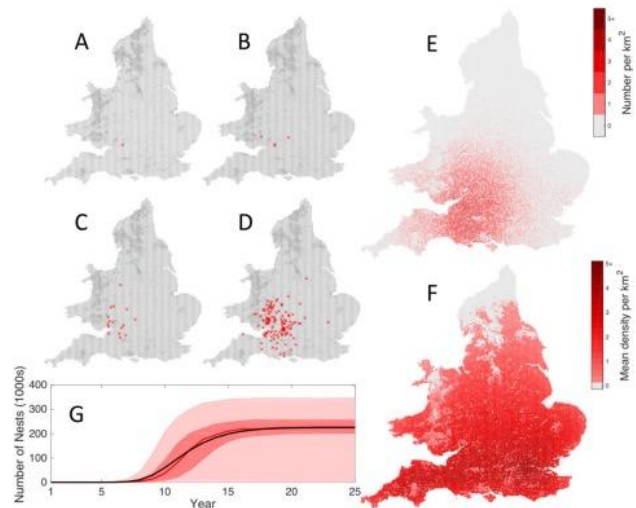 A
B
C
D
E
Number per km²
5+
4
3
2
1
0
F
Mean density per km²
5+
4
3
2
1
0
G
Number of Nests (1000s)
400
300
200
100
0
1
5
10
15
20
25
Year